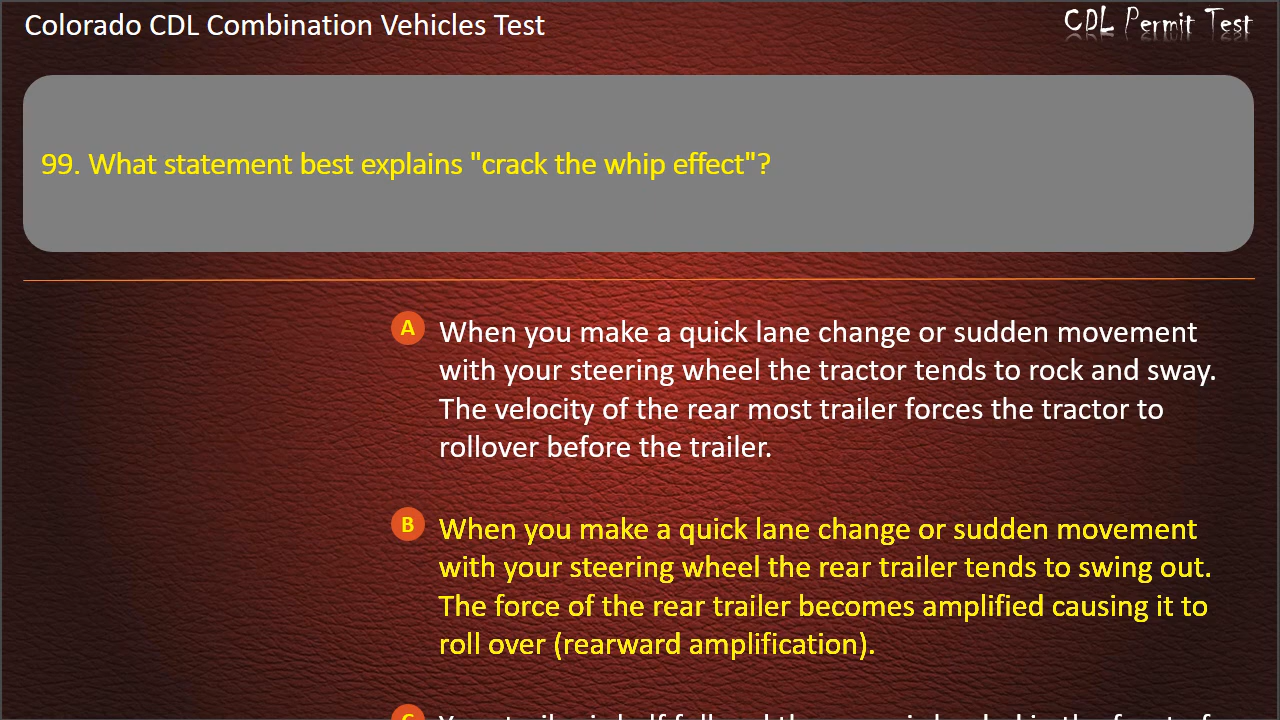 Colorado CDL Combination Vehicles Test
CDL Permit Test
99. What statement best explains "crack the whip effect"?
A
When you make a quick lane change or sudden movement
with your steering wheel the tractor tends to rock and sway.
The velocity of the rear most trailer forces the tractor to
rollover before the trailer.
B
When you make a quick lane change or sudden movement
with your steering wheel the rear trailer tends to swing out.
The force of the rear trailer becomes amplified causing it to
roll over (rearward amplification).